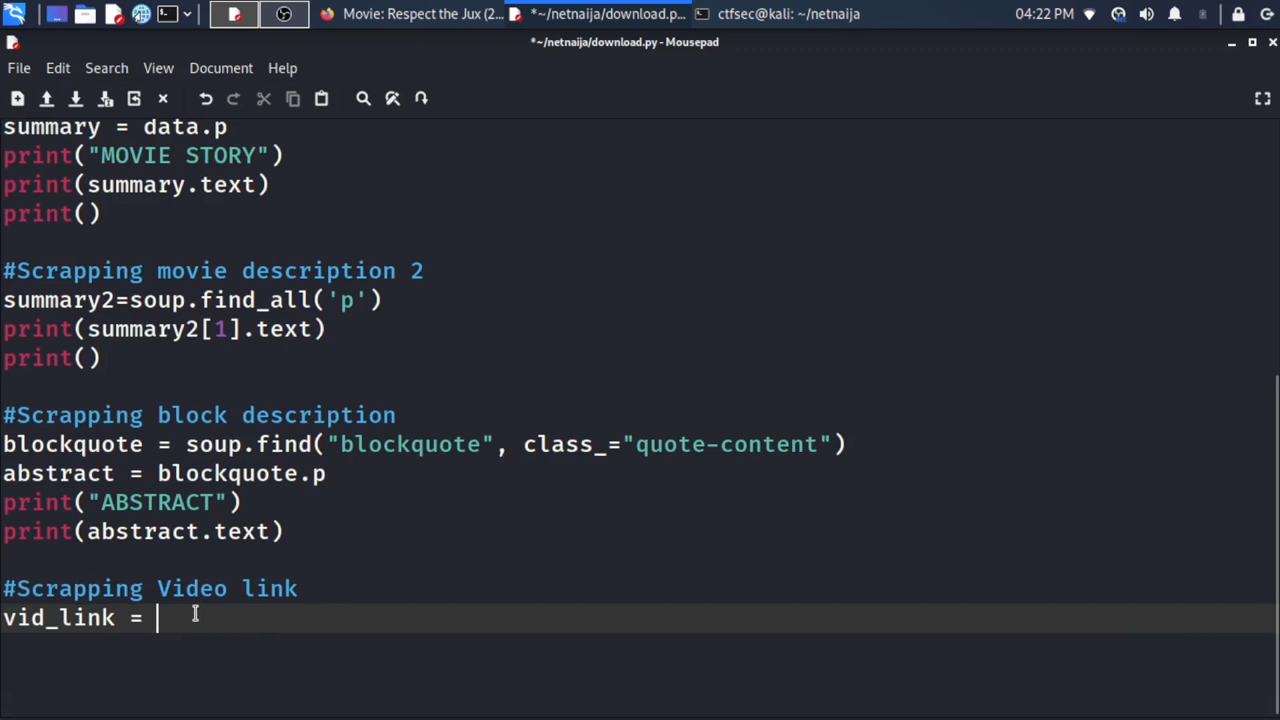 Movie: Respect the Jux (2...
*~/netnaija/download.p...
ctfsec@kali: ~/netnaija
04:22 PM
*~/netnaija/download.py - Mousepad
File Edit Search View Document Help
summary = data.p
print("MOVIE STORY")
print(summary.text)
print()
#Scrapping movie description 2
summary2=soup.find_all('p')
print(summary2[1].text)
print()
#Scrapping block description
blockquote = soup.find("blockquote", class_="quote-content")
abstract = blockquote.p
print("ABSTRACT")
print(abstract.text)
#Scrapping Video link
vid_link =